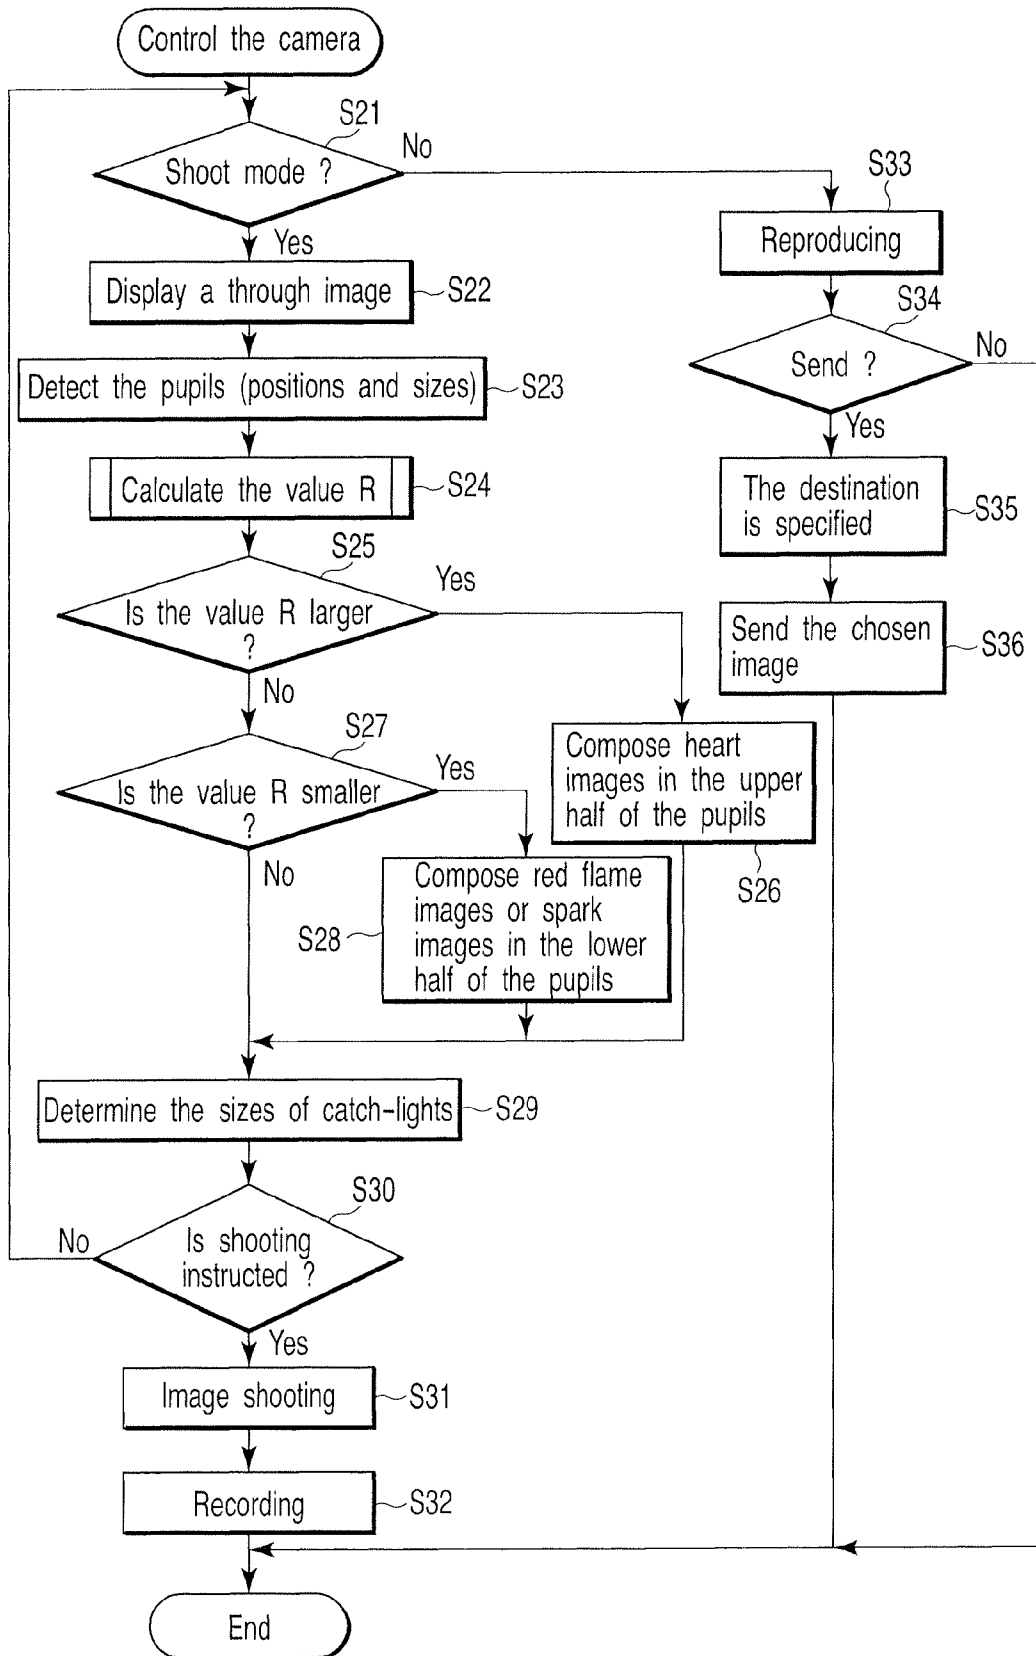 Control the camera
S21
Shoot mode ?
No
Yes
S33
Reproducing
Display a through image
S22
S34
Send ?
No
Yes
Detect the pupils (positions and sizes)
S23
Calculate the value R
S24
The destination
is specified
S35
S25
Is the value R larger
?
Yes
No
Send the chosen
image
S36
S27
Is the value R smaller
?
Yes
No
Compose heart
images in the upper
half of the pupils
S26
Compose red flame
images or spark
images in the lower
half of the pupils
S28
Determine the sizes of catch-lights
S29
S30
Is shooting
instructed ?
No
Yes
Image shooting
S31
Recording
S32
End